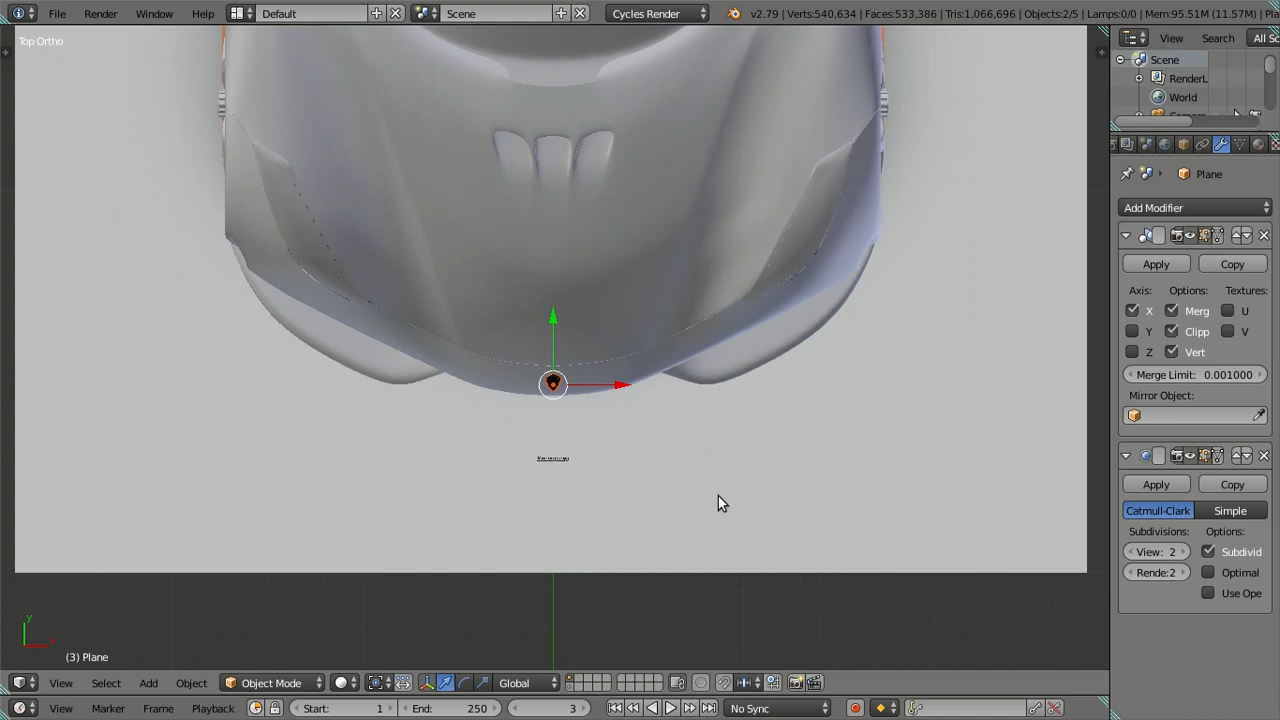 File Render Window Help Default Scene Cycles Render v2.79 | Verts:540,634 | Faces:533,386 | Tris:1,066,696 | Objects:2/5 | Lamps:0/0 | Mem:95.51M (11.57M) | Pla
Top Ortho
View Search All Sc
Scene
RenderL
World
Plane
Add Modifier
Apply Copy
Axis: Options: Textures:
X Merg U
Y Clipp V
Z Vert
Merge Limit: 0.001000
Mirror Object:
Apply Copy
Catmull-Clark Simple
Subdivisions: Options:
View: 2 Subdivid
Rende:2 Optimal
Use Ope
y
x
(3) Plane
View Select Add Object Object Mode Global
View Marker Frame Playback Start: 1 End: 250 3 No Sync